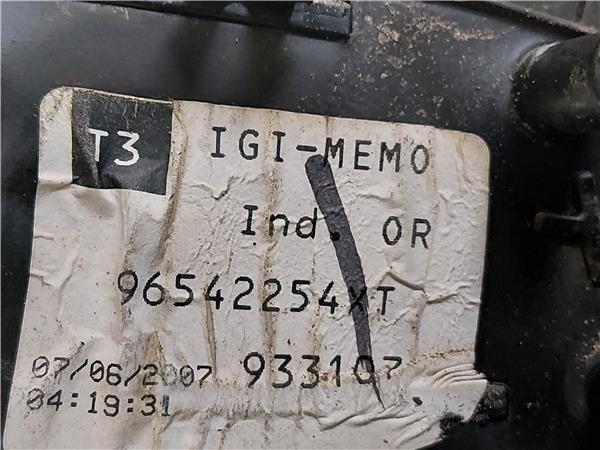 T3 IGI-MEMO
Ind. OR
96542254XT
07/06/2007 933107
04:19:31